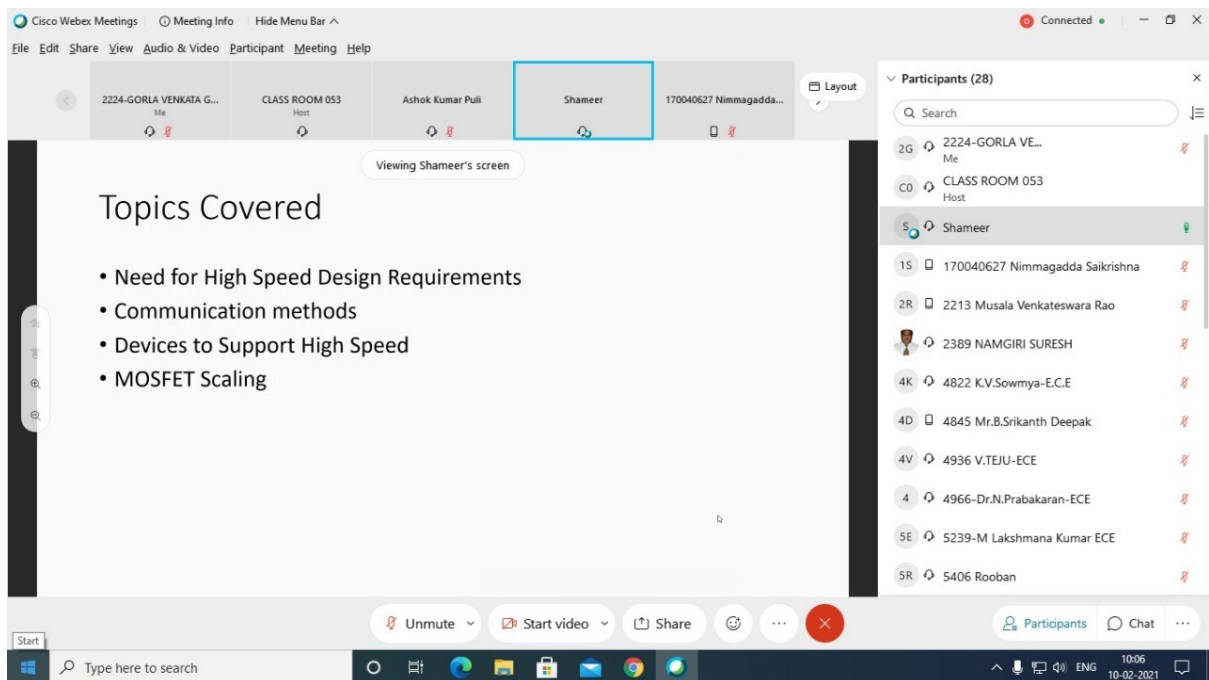 Cisco Webex Meetings
Meeting Info
Hide Menu Bar
Connected
File Edit Share View Audio & Video Participant Meeting Help
2224-GORLA VENKATA G...
Me
CLASS ROOM 053
Host
Ashok Kumar Puli
Shameer
170040627 Nimmagadda...
Layout
Viewing Shameer's screen
Topics Covered
• Need for High Speed Design Requirements
• Communication methods
• Devices to Support High Speed
• MOSFET Scaling
Participants (28)
Search
2G 2224-GORLA VE...
Me
C0 CLASS ROOM 053
Host
S Shameer
1S 170040627 Nimmagadda Saikrishna
2R 2213 Musala Venkateswara Rao
2389 NAMGIRI SURESH
4K 4822 K.V.Sowmya-E.C.E
4D 4845 Mr.B.Srikanth Deepak
4V 4936 V.TEJU-ECE
4 4966-Dr.N.Prabakaran-ECE
5E 5239-M Lakshmana Kumar ECE
5R 5406 Rooban
Unmute
Start video
Share
Participants
Chat
Start
Type here to search
ENG
10:06
10-02-2021